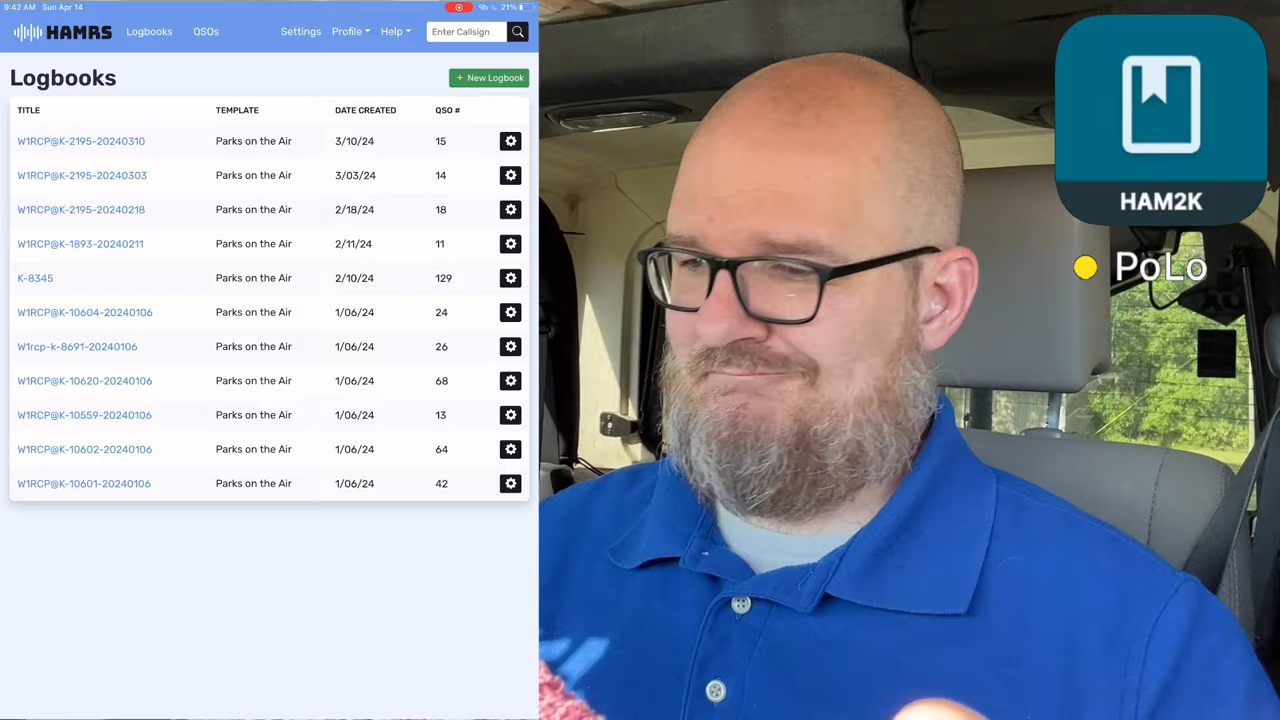 9:42 AM Sun Apr 14
21%
HAMRS Logbooks QSOs Settings Profile Help Enter Callsign
Logbooks
+ New Logbook
TITLE TEMPLATE DATE CREATED QSO #
W1RCP@K-2195-20240310 Parks on the Air 3/10/24 15
W1RCP@K-2195-20240303 Parks on the Air 3/03/24 14
W1RCP@K-2195-20240218 Parks on the Air 2/18/24 18
W1RCP@K-1893-20240211 Parks on the Air 2/11/24 11
K-8345 Parks on the Air 2/10/24 129
W1RCP@K-10604-20240106 Parks on the Air 1/06/24 24
W1rcp-k-8691-20240106 Parks on the Air 1/06/24 26
W1RCP@K-10620-20240106 Parks on the Air 1/06/24 68
W1RCP@K-10559-20240106 Parks on the Air 1/06/24 13
W1RCP@K-10602-20240106 Parks on the Air 1/06/24 64
W1RCP@K-10601-20240106 Parks on the Air 1/06/24 42
HAM2K
PoLo